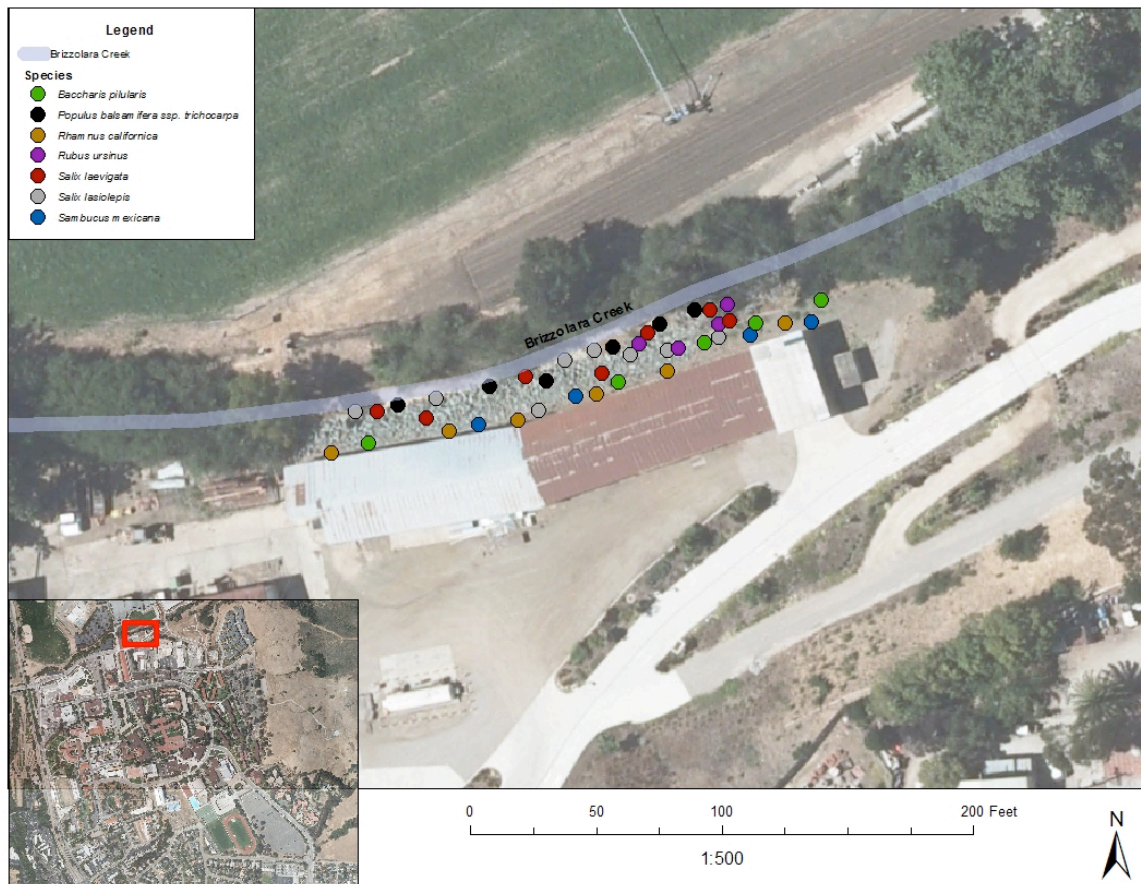 Legend
Brizzolara Creek
Species
Baccharis pilularis
Populus balsamifera ssp. trichocarpa
Rhamnus californica
Rubus ursinus
Salix laevigata
Salix lasiolepis
Sambucus mexicana
Brizzolara Creek
0 50 100 200 Feet
1:500
N